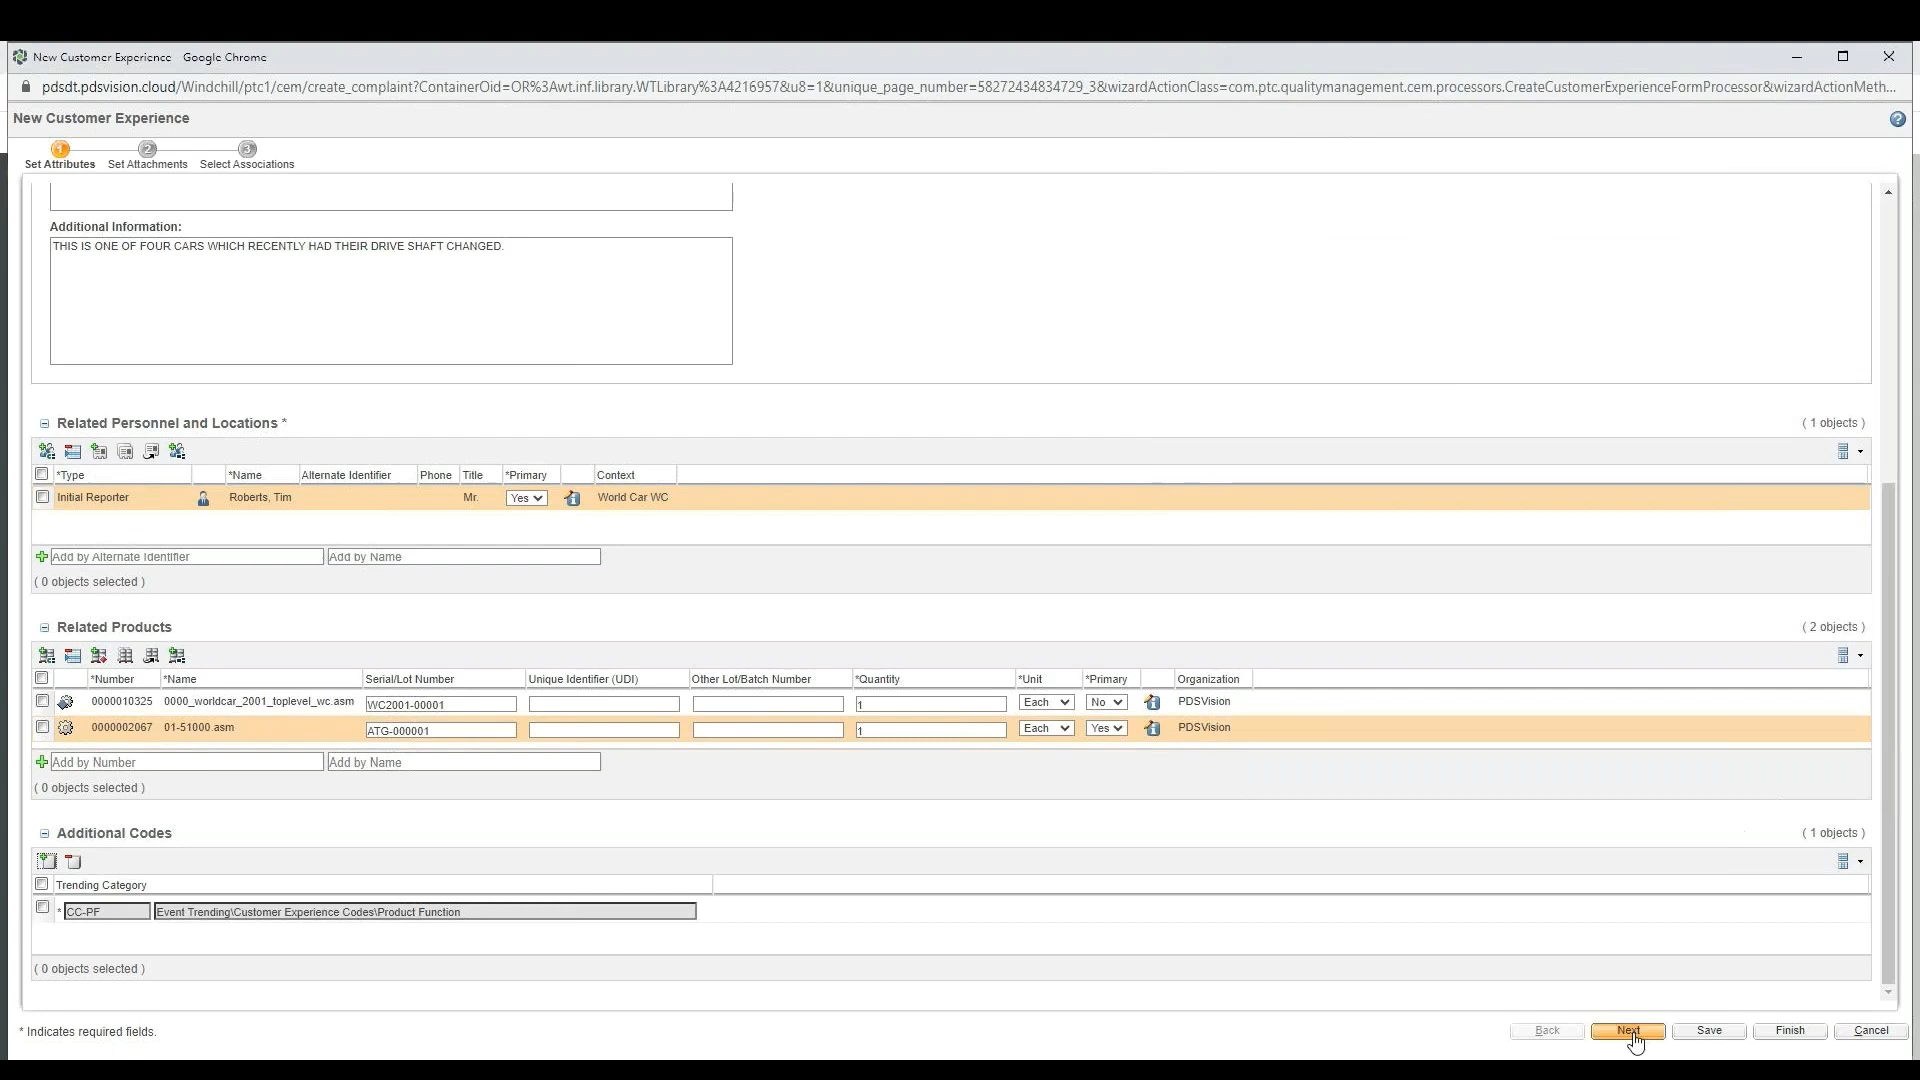 New Customer Experience - Google Chrome
pdsdt.pdsvision.cloud/Windchill/ptc1/cem/create_complaint?ContainerOid=OR%3Awt.inf.library.WTLibrary%3A4216957&u8=1&unique_page_number=58272434834729_3&wizardActionClass=com.ptc.qualitymanagement.cem.processors.CreateCustomerExperienceFormProcessor&wizardActionMeth...
New Customer Experience
1 2 3
Set Attributes Set Attachments Select Associations
Additional Information:
THIS IS ONE OF FOUR CARS WHICH RECENTLY HAD THEIR DRIVE SHAFT CHANGED.
Related Personnel and Locations * ( 1 objects )
*Type *Name Alternate Identifier Phone Title *Primary Context
Initial Reporter Roberts, Tim Mr. Yes World Car WC
Add by Alternate Identifier Add by Name
( 0 objects selected )
Related Products ( 2 objects )
*Number *Name Serial/Lot Number Unique Identifier (UDI) Other Lot/Batch Number *Quantity *Unit *Primary Organization
0000010325 0000_worldcar_2001_toplevel_wc.asm WC2001-00001 1 Each No PDSVision
0000002067 01-51000.asm ATG-000001 1 Each Yes PDSVision
Add by Number Add by Name
( 0 objects selected )
Additional Codes ( 1 objects )
Trending Category
* CC-PF Event Trending\Customer Experience Codes\Product Function
( 0 objects selected )
* Indicates required fields.
Back Next Save Finish Cancel